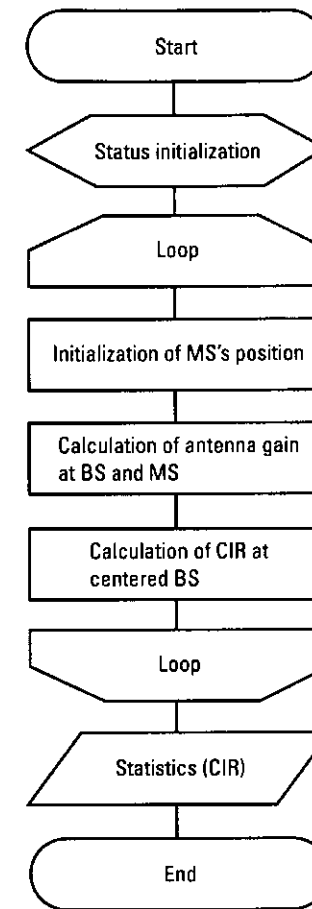 Start
Status initialization
Loop
Initialization of MS's position
Calculation of antenna gain
at BS and MS
Calculation of CIR at
centered BS
Loop
Statistics (CIR)
End